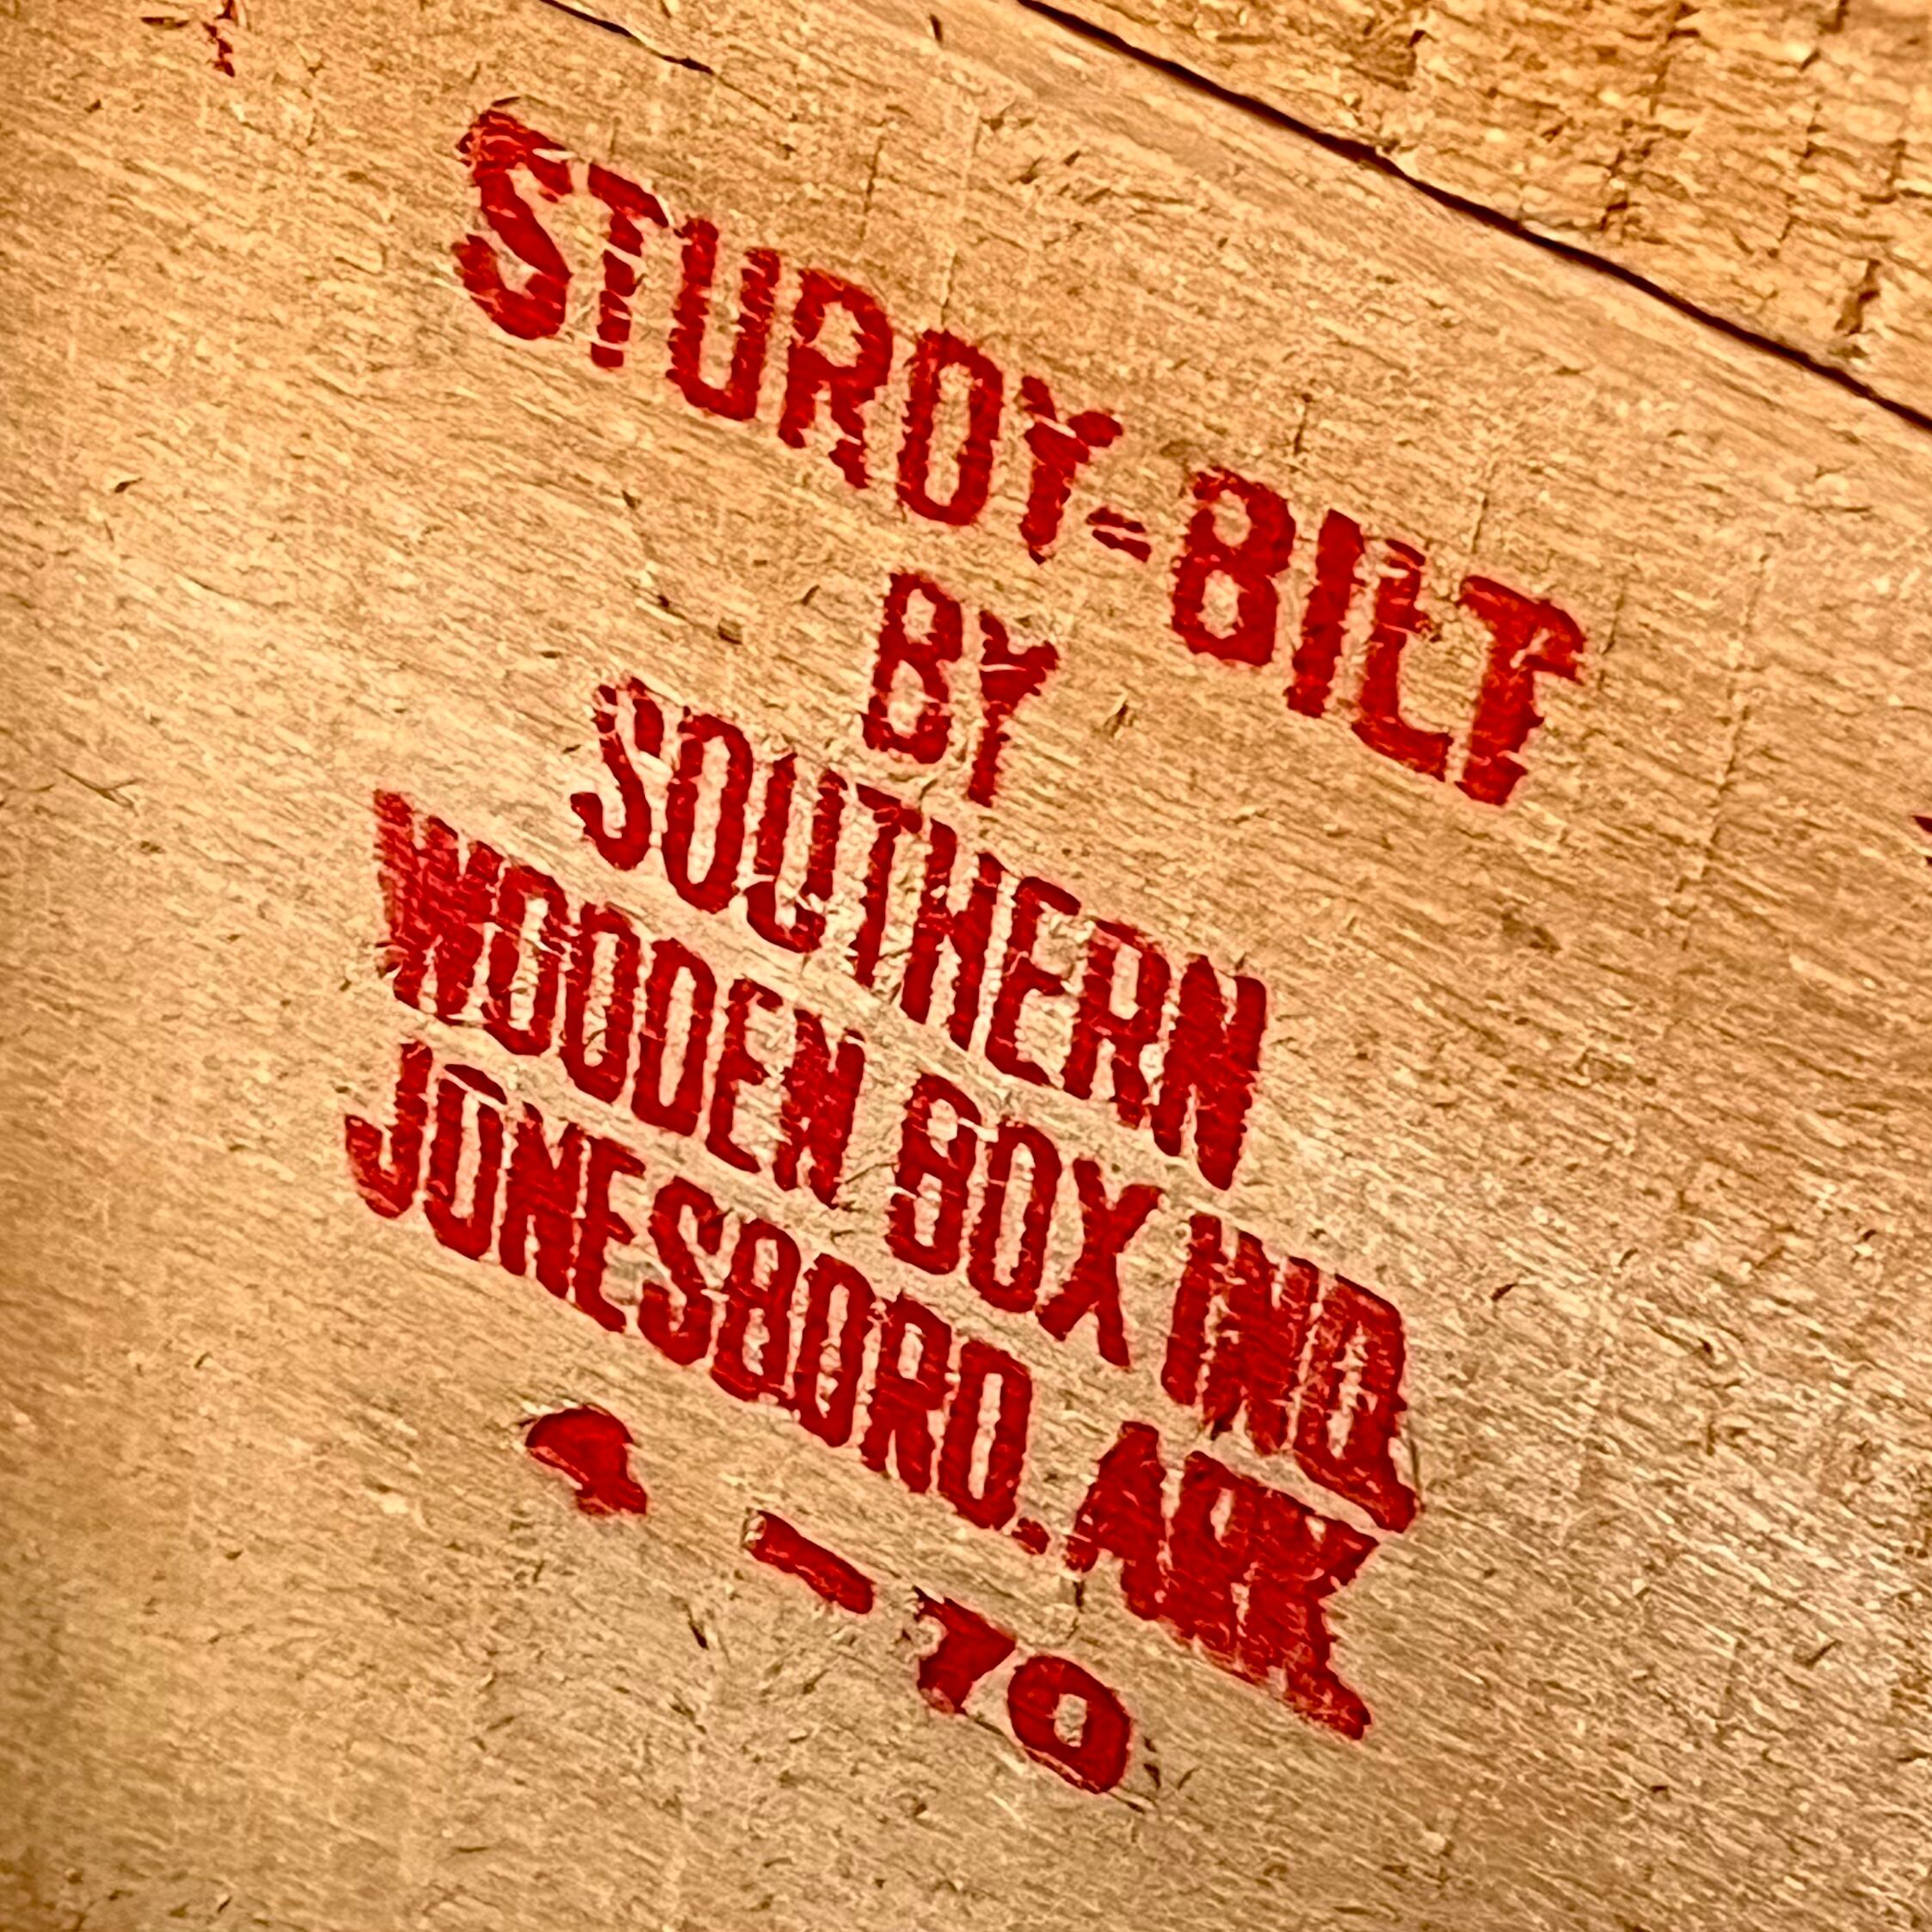 STURDY-BILT
BY
SOUTHERN
WOODEN BOX IND
JONESBORO. ARK
- 70